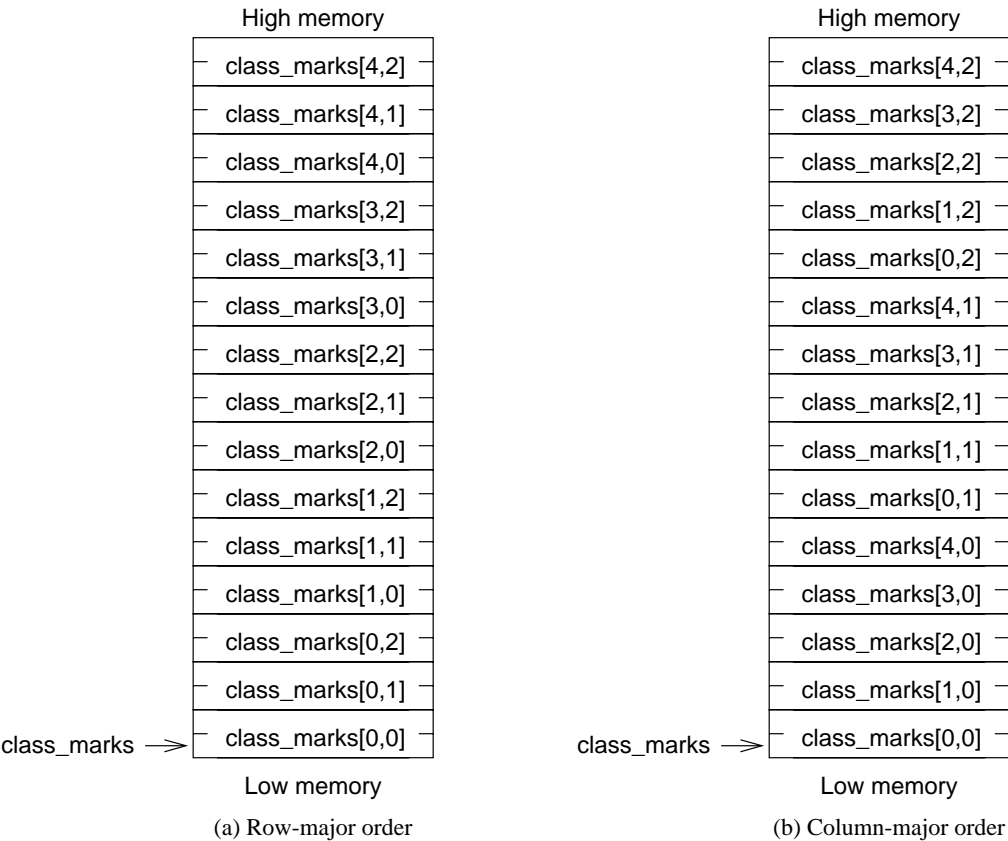 High memory
class_marks[4,2]
class_marks[4,1]
class_marks[4,0]
class_marks[3,2]
class_marks[3,1]
class_marks[3,0]
class_marks[2,2]
class_marks[2,1]
class_marks[2,0]
class_marks[1,2]
class_marks[1,1]
class_marks[1,0]
class_marks[0,2]
class_marks[0,1]
class_marks
class_marks[0,0]
Low memory
(a) Row-major order
High memory
class_marks[4,2]
class_marks[3,2]
class_marks[2,2]
class_marks[1,2]
class_marks[0,2]
class_marks[4,1]
class_marks[3,1]
class_marks[2,1]
class_marks[1,1]
class_marks[0,1]
class_marks[4,0]
class_marks[3,0]
class_marks[2,0]
class_marks[1,0]
class_marks
class_marks[0,0]
Low memory
(b) Column-major order